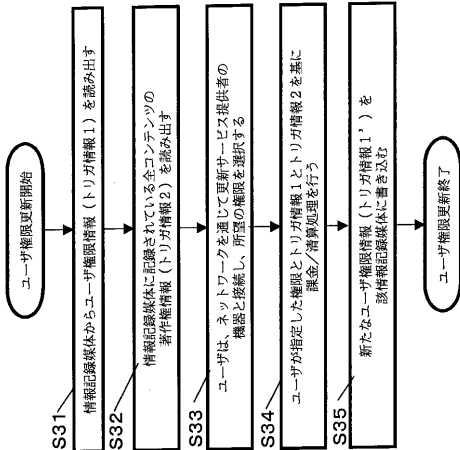 ユーザ権限更新開始
S31
情報記録媒体からユーザ権限情報（トリガ情報１）を読み出す
S32
情報記録媒体に記録されている全コンテンツの
著作権情報（トリガ情報２）を読み出す
S33
ユーザは、ネットワークを通じて更新サービス提供者の
機器と接続し、所望の権限を選択する
S34
ユーザが指定した権限とトリガ情報１とトリガ情報２を基に
課金／清算処理を行う
S35
新たなユーザ権限情報（トリガ情報１’）を
該情報記録媒体に書き込む
ユーザ権限更新終了